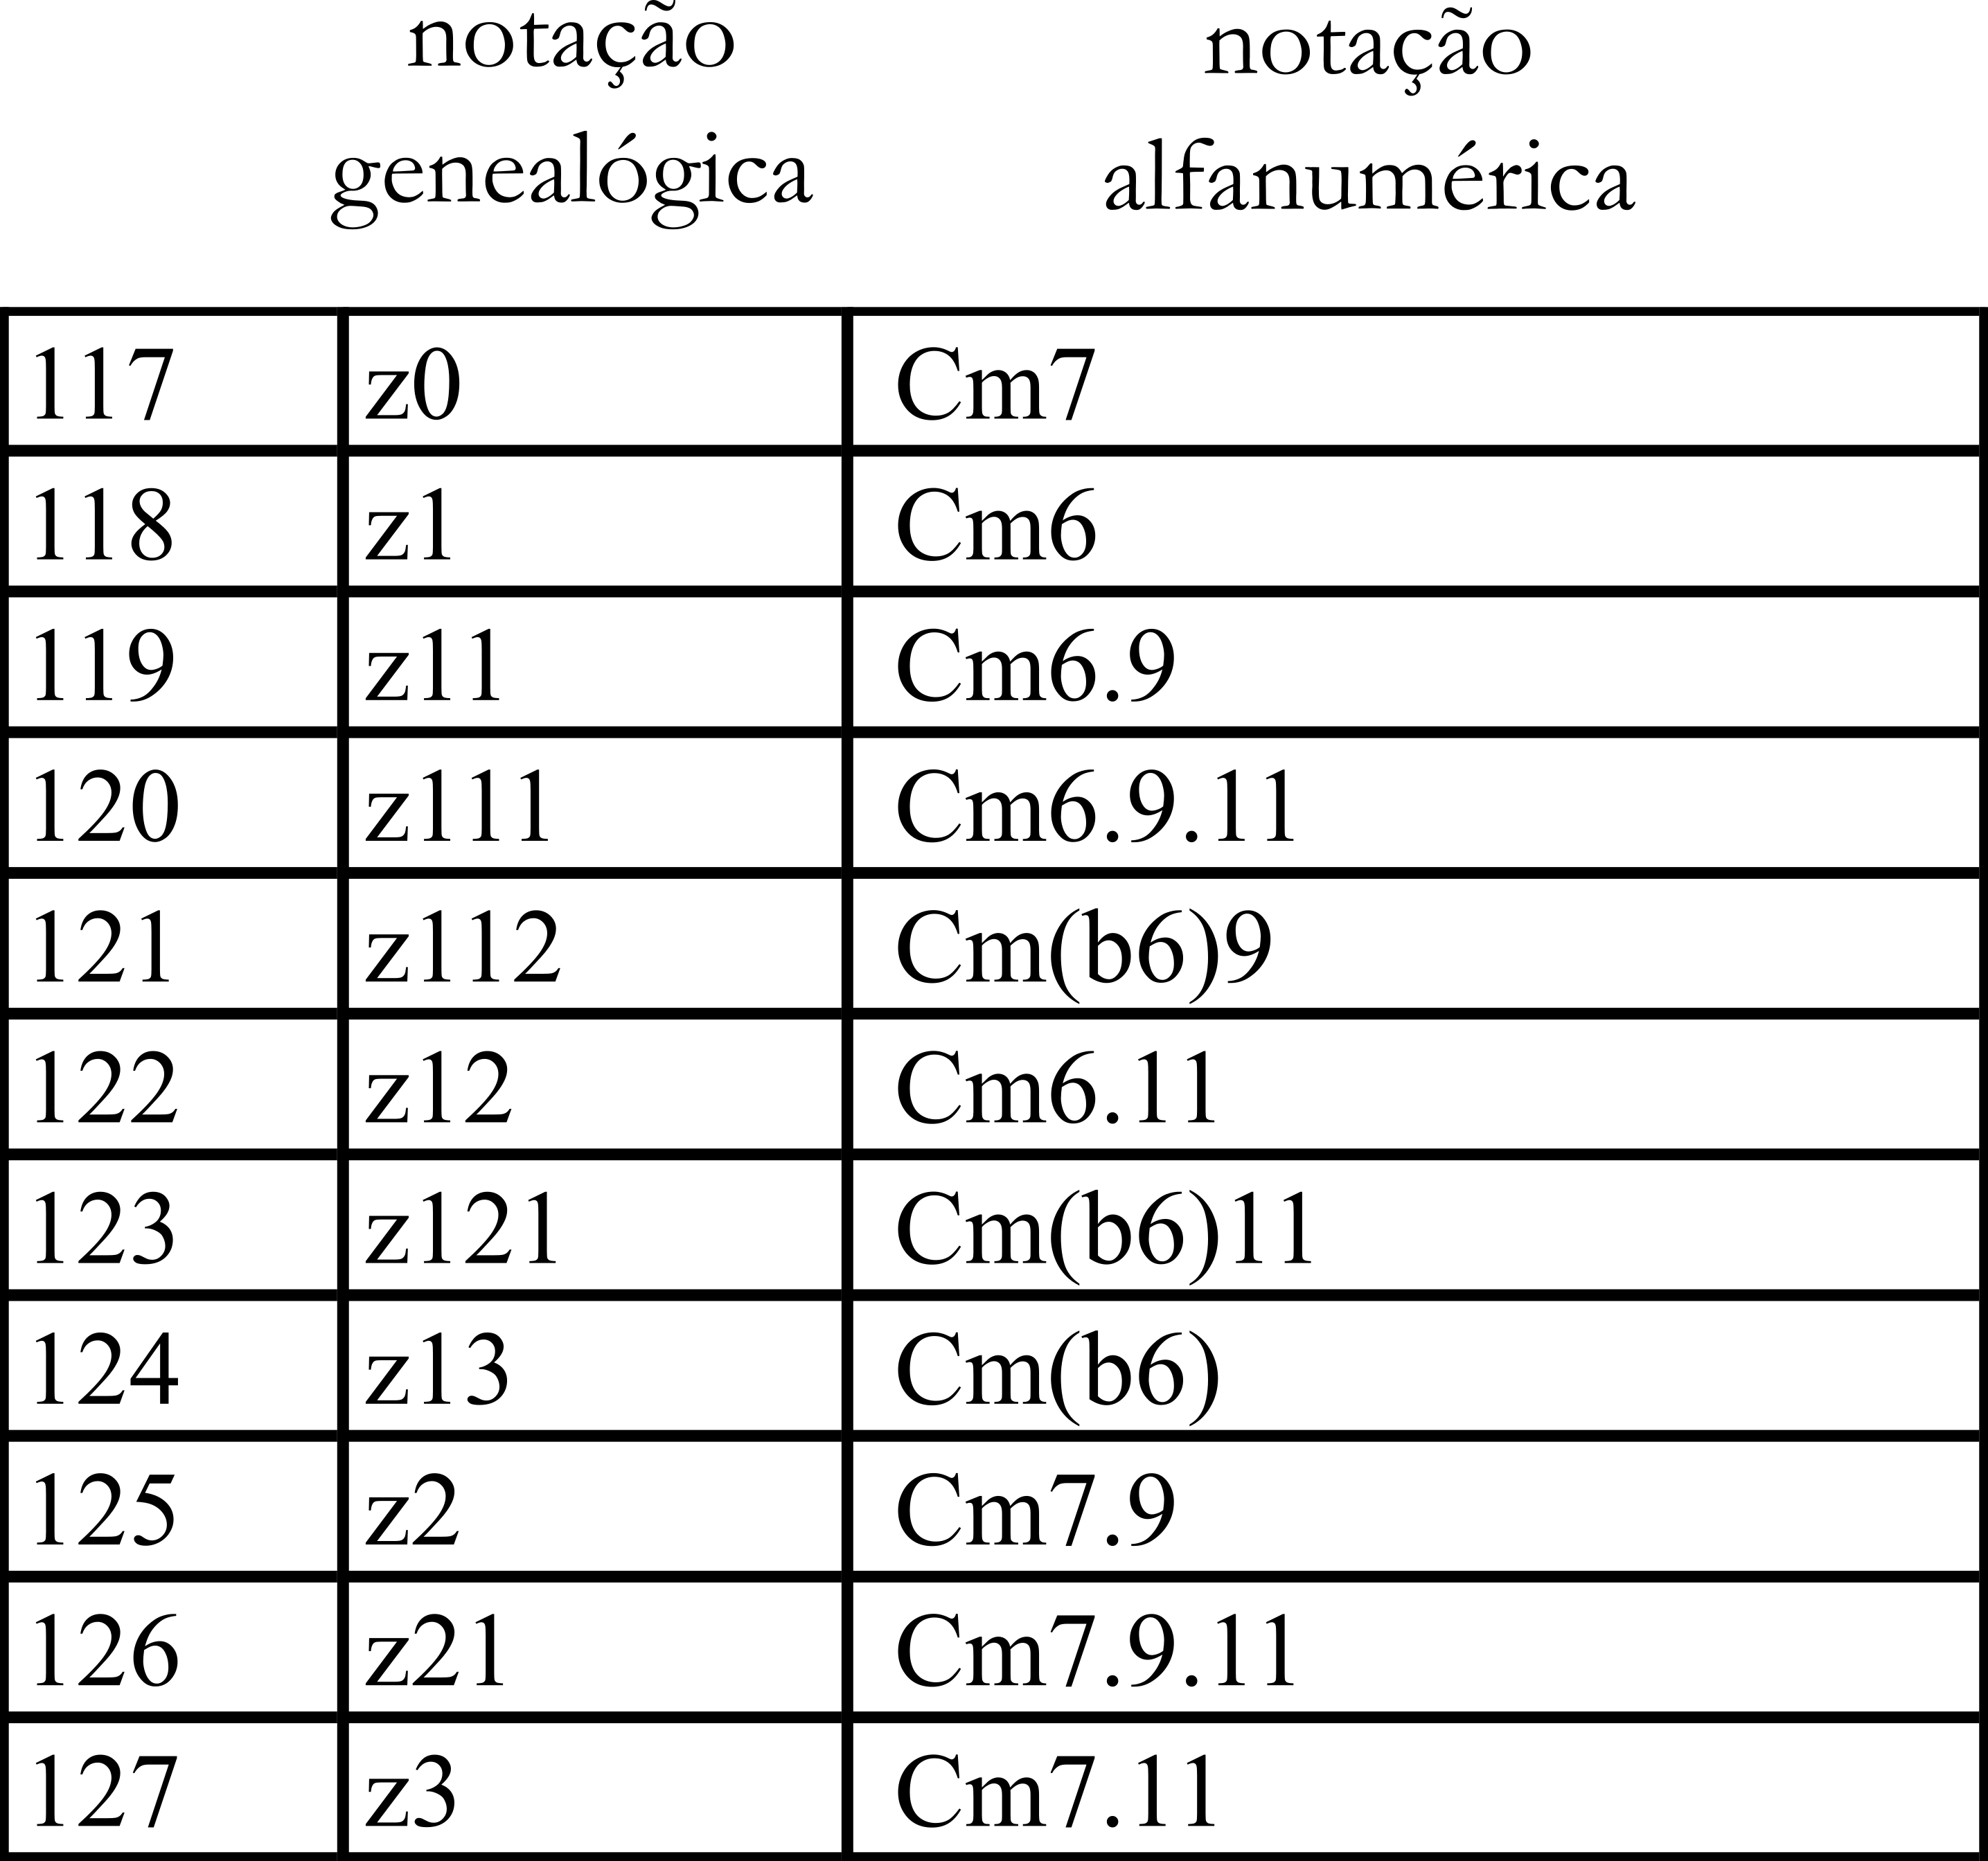 notação notação
genealógica alfanumérica
117 z0 Cm7
118 z1 Cm6
119 z11 Cm6.9
120 z111 Cm6.9.11
121 z112 Cm(b6)9
122 z12 Cm6.11
123 z121 Cm(b6)11
124 z13 Cm(b6)
125 z2 Cm7.9
126 z21 Cm7.9.11
127 z3 Cm7.11